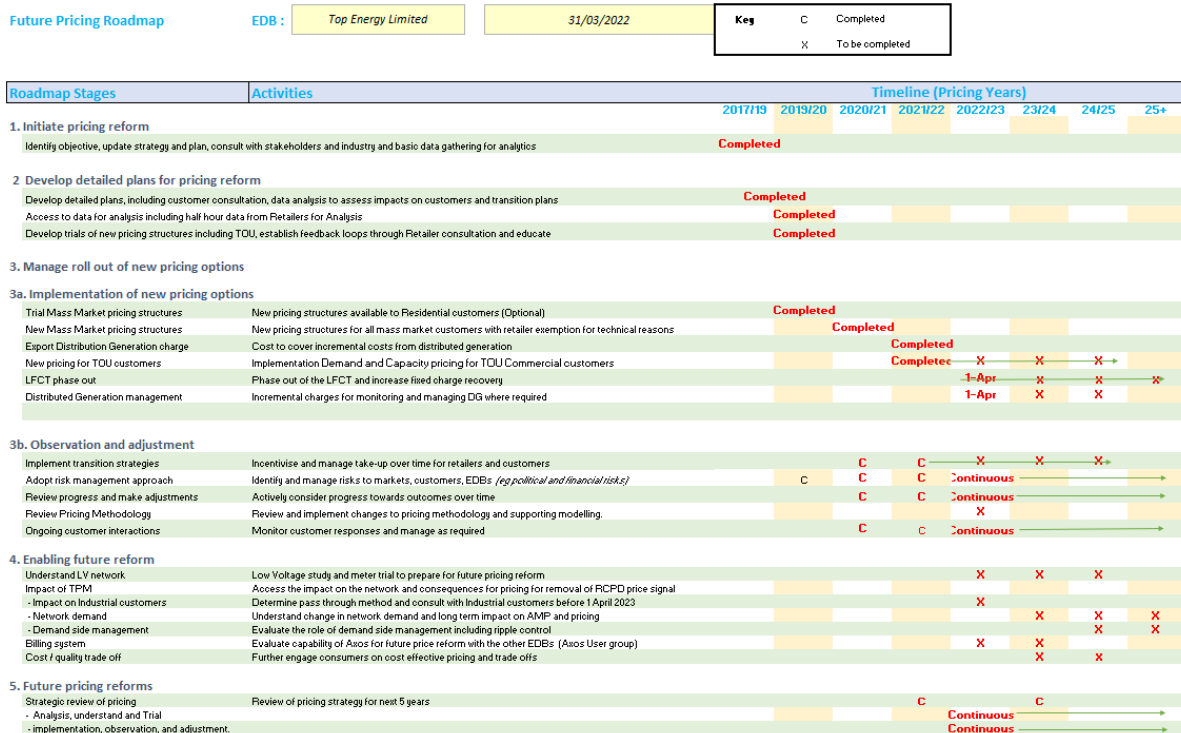 Future Pricing Roadmap EDB : Top Energy Limited 31/03/2022 Key C Completed
X To be completed
Roadmap Stages Activities Timeline (Pricing Years)
2017/19 2019/20 2020/21 2021/22 2022/23 23/24 24/25 25+
1. Initiate pricing reform
Identify objective, update strategy and plan, consult with stakeholders and industry and basic data gathering for analytics Completed
2 Develop detailed plans for pricing reform
Develop detailed plans, including customer consultation, data analysis to assess impacts on customers and transition plans Completed
Access to data for analysis including half hour data from Retailers for Analysis Completed
Develop trials of new pricing structures including TOU, establish feedback loops through Retailer consultation and educate Completed
3. Manage roll out of new pricing options
3a. Implementation of new pricing options
Trial Mass Market pricing structures New pricing structures available to Residential customers (Optional) Completed
New Mass Market pricing structures New pricing structures for all mass market customers with retailer exemption for technical reasons Completed
Export Distribution Generation charge Cost to cover incremental costs from distributed generation Completed
New pricing for TOU customers Implementation Demand and Capacity pricing for TOU Commercial customers Completed X X X
LFCT phase out Phase out of the LFCT and increase fixed charge recovery 1-Apr X X X
Distributed Generation management Incremental charges for monitoring and managing DG where required 1-Apr X X
3b. Observation and adjustment
Implement transition strategies Incentivise and manage take-up over time for retailers and customers C C X X X
Adopt risk management approach Identify and manage risks to markets, customers, EDBs (eg political and financial risks) C C C Continuous
Review progress and make adjustments Actively consider progress towards outcomes over time C C Continuous
Review Pricing Methodology Review and implement changes to pricing methodology and supporting modelling. X
Ongoing customer interactions Monitor customer responses and manage as required C C Continuous
4. Enabling future reform
Understand LV network Low Voltage study and meter trial to prepare for future pricing reform X X X
Impact of TPM Access the impact on the network and consequences for pricing for removal of RCPD price signal
- Impact on Industrial customers Determine pass through method and consult with Industrial customers before 1 April 2023 X
- Network demand Understand change in network demand and long term impact on AMP and pricing X X X
- Demand side management Evaluate the role of demand side management including ripple control X X
Billing system Evaluate capability of Axos for future price reform with the other EDBs (Axos User group) X X
Cost / quality trade off Further engage consumers on cost effective pricing and trade offs X X
5. Future pricing reforms
Strategic review of pricing Review of pricing strategy for next 5 years C C
- Analysis, understand and Trial Continuous
- implementation, observation, and adjustment. Continuous